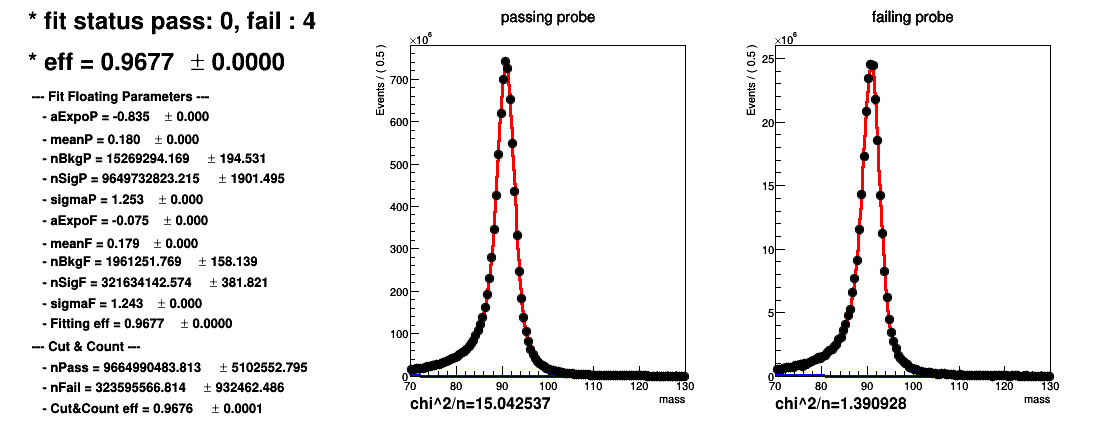 * fit status pass: 0, fail : 4
* eff = 0.9677 ± 0.0000
--- Fit Floating Parameters ---
- aExpoP = -0.835 ± 0.000
- meanP = 0.180 ± 0.000
- nBkgP = 15269294.169 ± 194.531
- nSigP = 9649732823.215 ± 1901.495
- sigmaP = 1.253 ± 0.000
- aExpoF = -0.075 ± 0.000
- meanF = 0.179 ± 0.000
- nBkgF = 1961251.769 ± 158.139
- nSigF = 321634142.574 ± 381.821
- sigmaF = 1.243 ± 0.000
- Fitting eff = 0.9677 ± 0.0000
--- Cut & Count ---
- nPass = 9664990483.813 ± 5102552.795
- nFail = 323595566.814 ± 932462.486
- Cut&Count eff = 0.9676 ± 0.0001
passing probe
×10^6
Events / ( 0.5 )
700
600
500
400
300
200
100
0
70 80 90 100 110 120 130
mass
chi^2/n=15.042537
failing probe
×10^6
Events / ( 0.5 )
25
20
15
10
5
0
70 80 90 100 110 120 130
mass
chi^2/n=1.390928